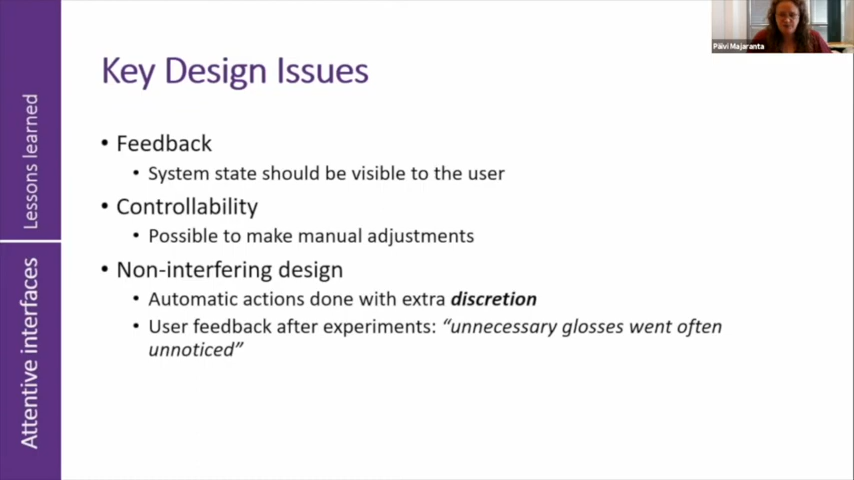 Päivi Majaranta
Key Design Issues
Lessons learned
Attentive interfaces
• Feedback
• System state should be visible to the user
• Controllability
• Possible to make manual adjustments
• Non-interfering design
• Automatic actions done with extra discretion
• User feedback after experiments: “unnecessary glosses went often
unnoticed”